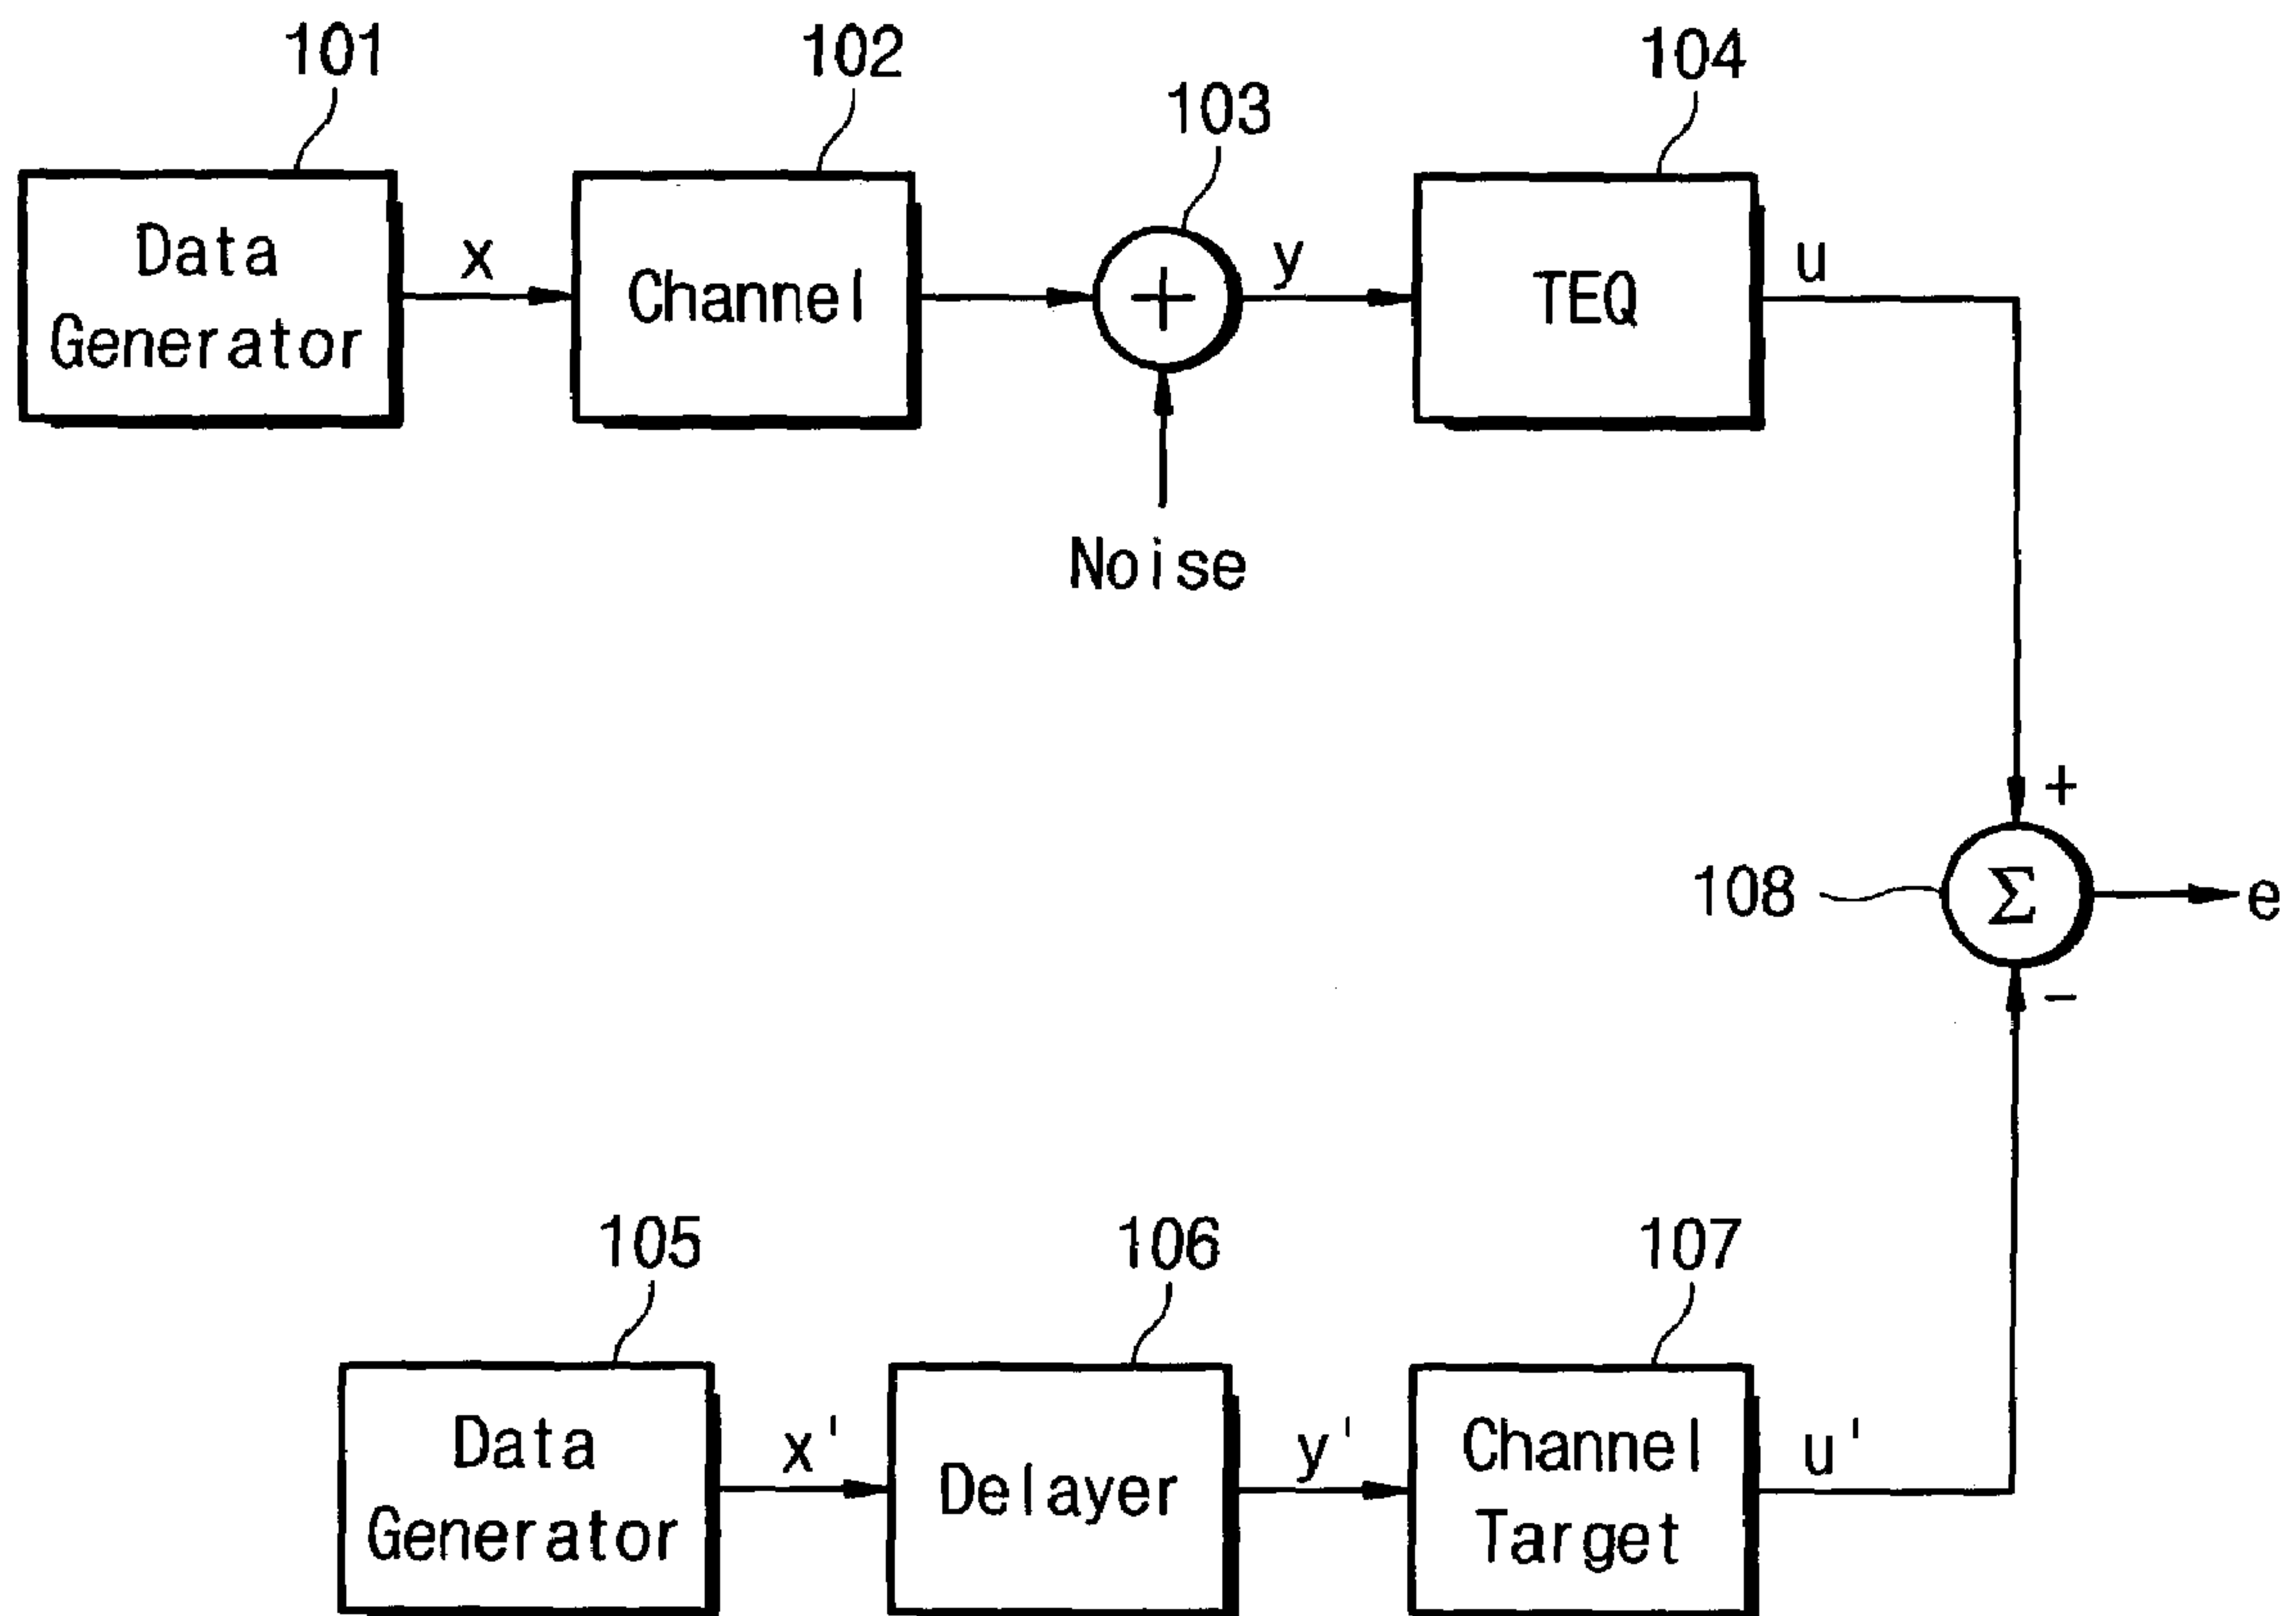 101
102
103
104
Data
Generator
x
Channel
+
y
TEQ
u
Noise
+
108
Σ
e
-
105
106
107
Data
Generator
x'
Delayer
y'
Channel
Target
u'